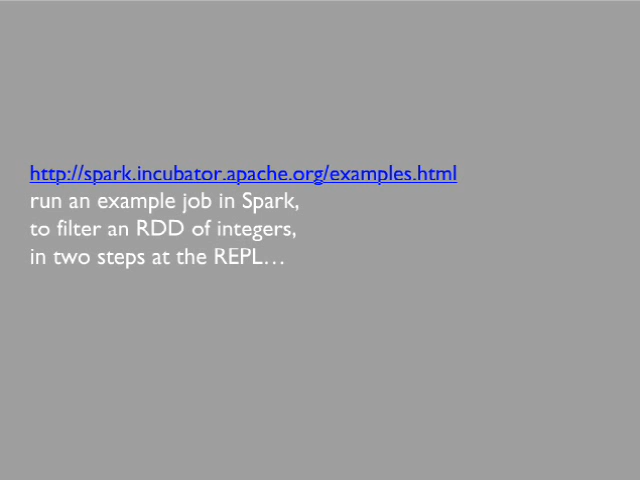 http://spark.incubator.apache.org/examples.html
run an example job in Spark,
to filter an RDD of integers,
in two steps at the REPL…